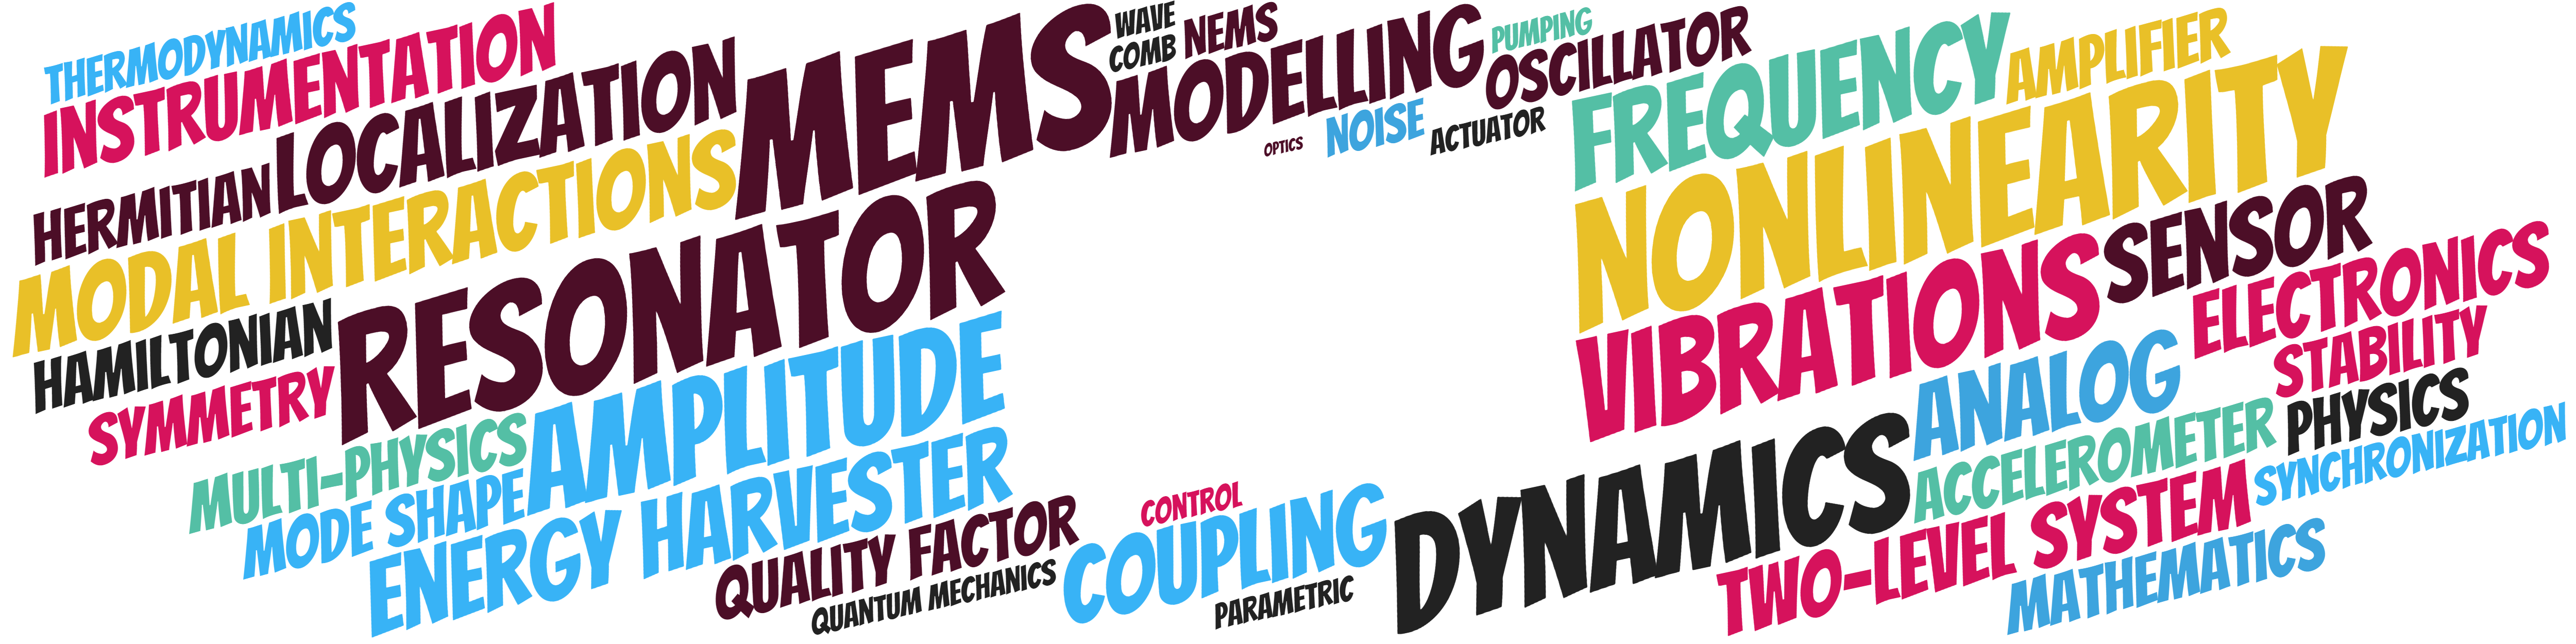 THERMODYNAMICS
INSTRUMENTATION
HERMITIAN
LOCALIZATION
MODAL INTERACTIONS
MEMS
HAMILTONIAN
RESONATOR
SYMMETRY
MULTI-PHYSICS
AMPLITUDE
MODE SHAPE
ENERGY HARVESTER
WAVE
COMB
NEMS
MODELLING
PUMPING
OSCILLATOR
OPTICS
NOISE
ACTUATOR
QUALITY FACTOR
QUANTUM MECHANICS
CONTROL
COUPLING
PARAMETRIC
FREQUENCY
AMPLIFIER
NONLINEARITY
VIBRATIONS
SENSOR
ELECTRONICS
STABILITY
ANALOG
DYNAMICS
ACCELEROMETER
PHYSICS
TWO-LEVEL SYSTEM
SYNCHRONIZATION
MATHEMATICS